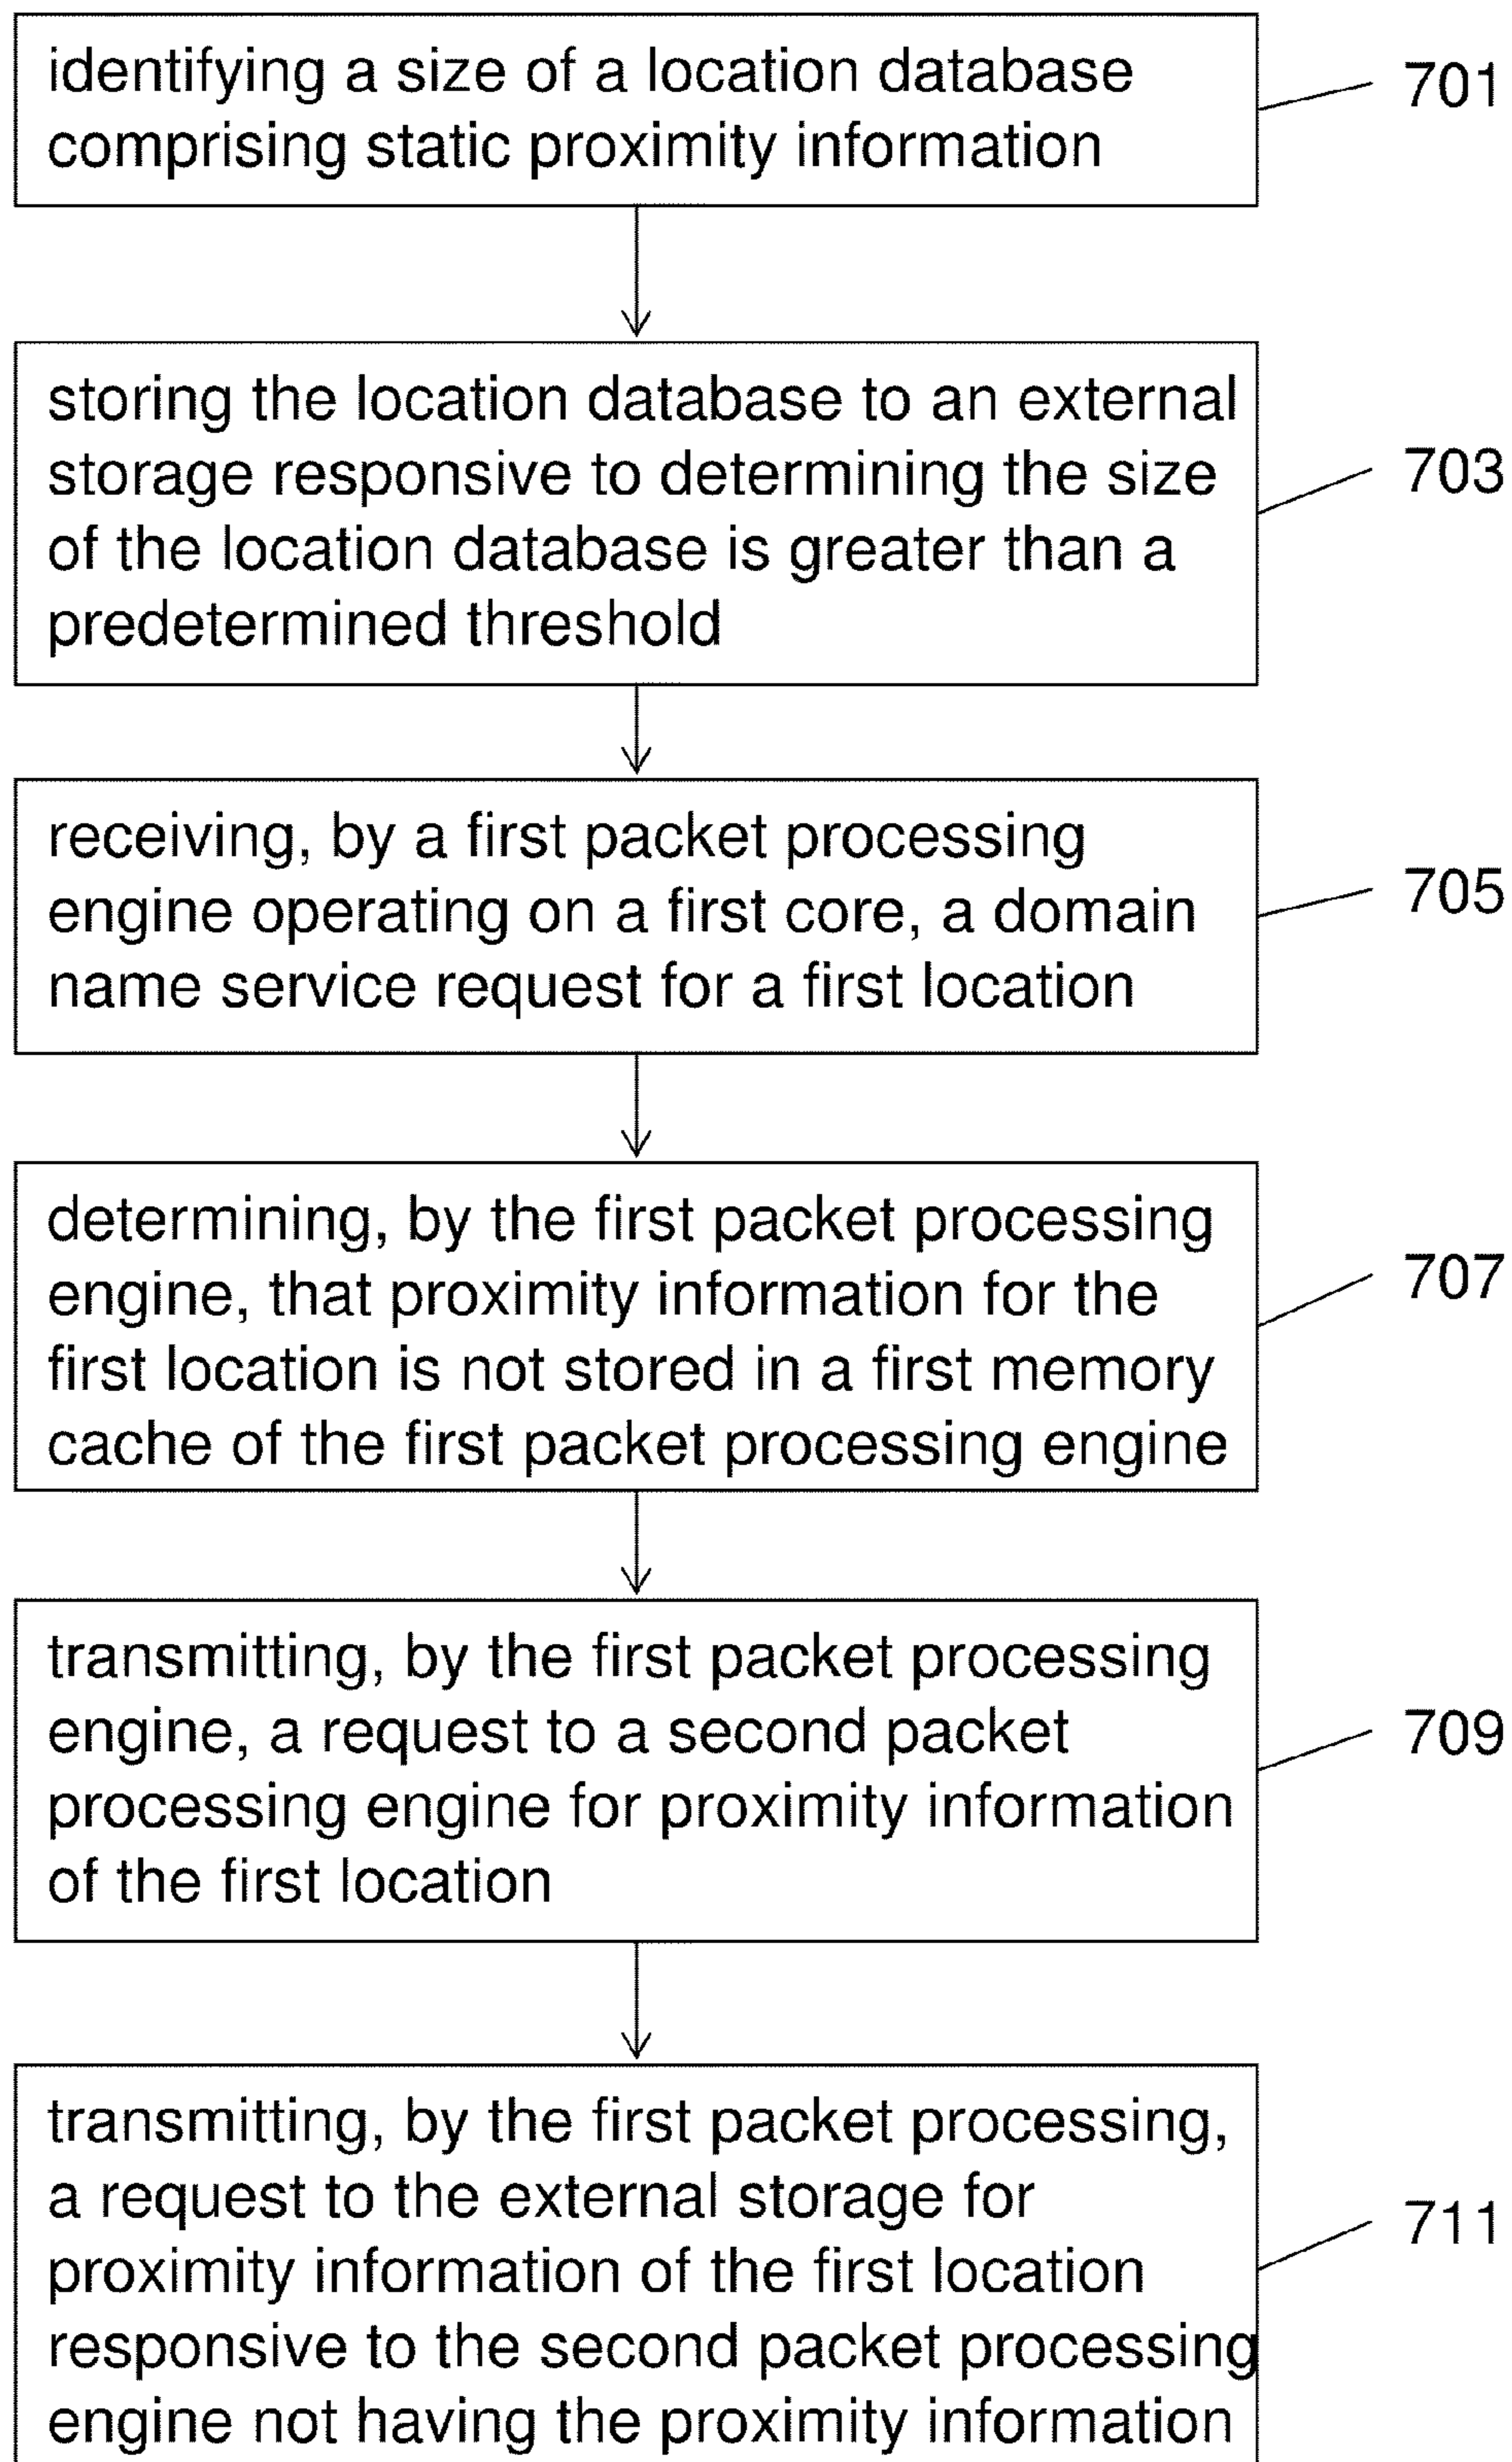 identifying a size of a location database
comprising static proximity information
701
storing the location database to an external
storage responsive to determining the size
of the location database is greater than a
predetermined threshold
703
receiving, by a first packet processing
engine operating on a first core, a domain
name service request for a first location
705
determining, by the first packet processing
engine, that proximity information for the
first location is not stored in a first memory
cache of the first packet processing engine
707
transmitting, by the first packet processing
engine, a request to a second packet
processing engine for proximity information
of the first location
709
transmitting, by the first packet processing,
a request to the external storage for
proximity information of the first location
responsive to the second packet processing
engine not having the proximity information
711